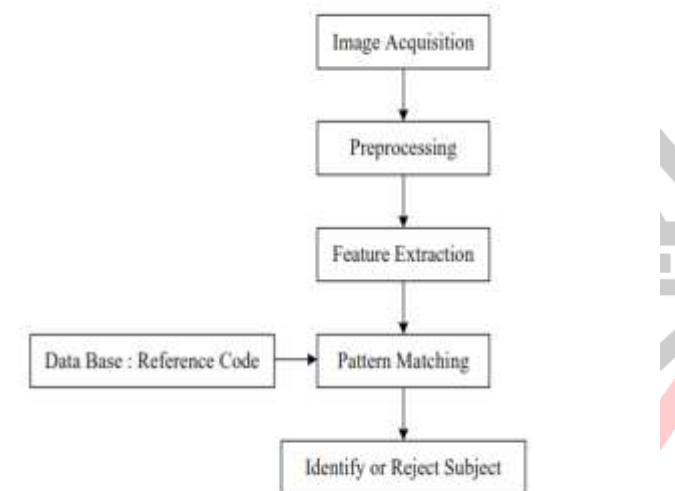 Image Acquisition
Preprocessing
Feature Extraction
Data Base : Reference Code
Pattern Matching
Identify or Reject Subject